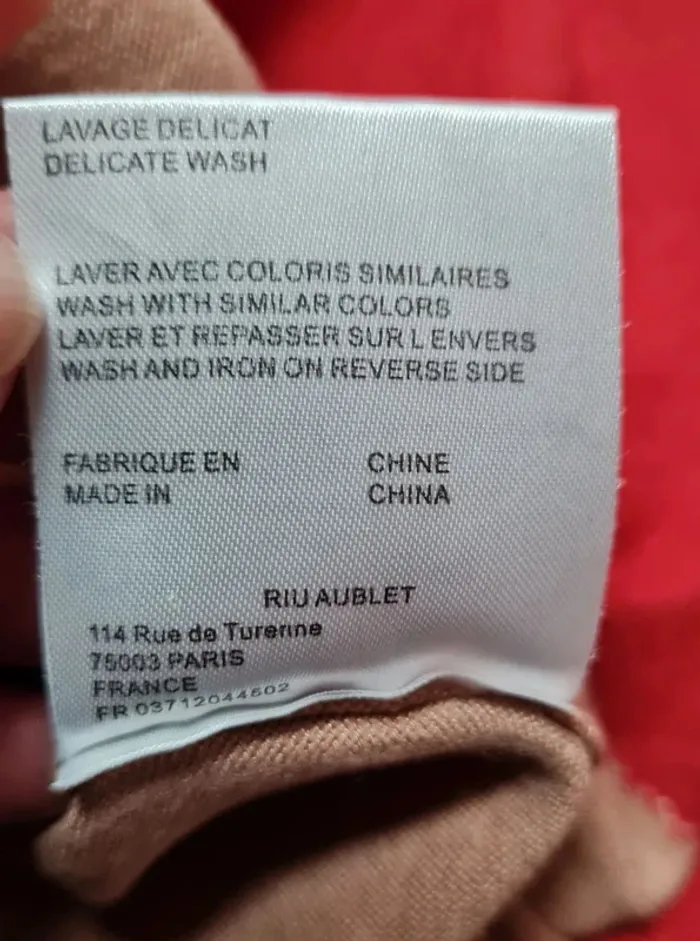 LAVAGE DELICAT
DELICATE WASH
LAVER AVEC COLORIS SIMILAIRES
WASH WITH SIMILAR COLORS
LAVER ET REPASSER SUR L ENVERS
WASH AND IRON ON REVERSE SIDE
FABRIQUE EN CHINE
MADE IN CHINA
RIU AUBLET
114 Rue de Turenne
75003 PARIS
FRANCE
FR 03712044602